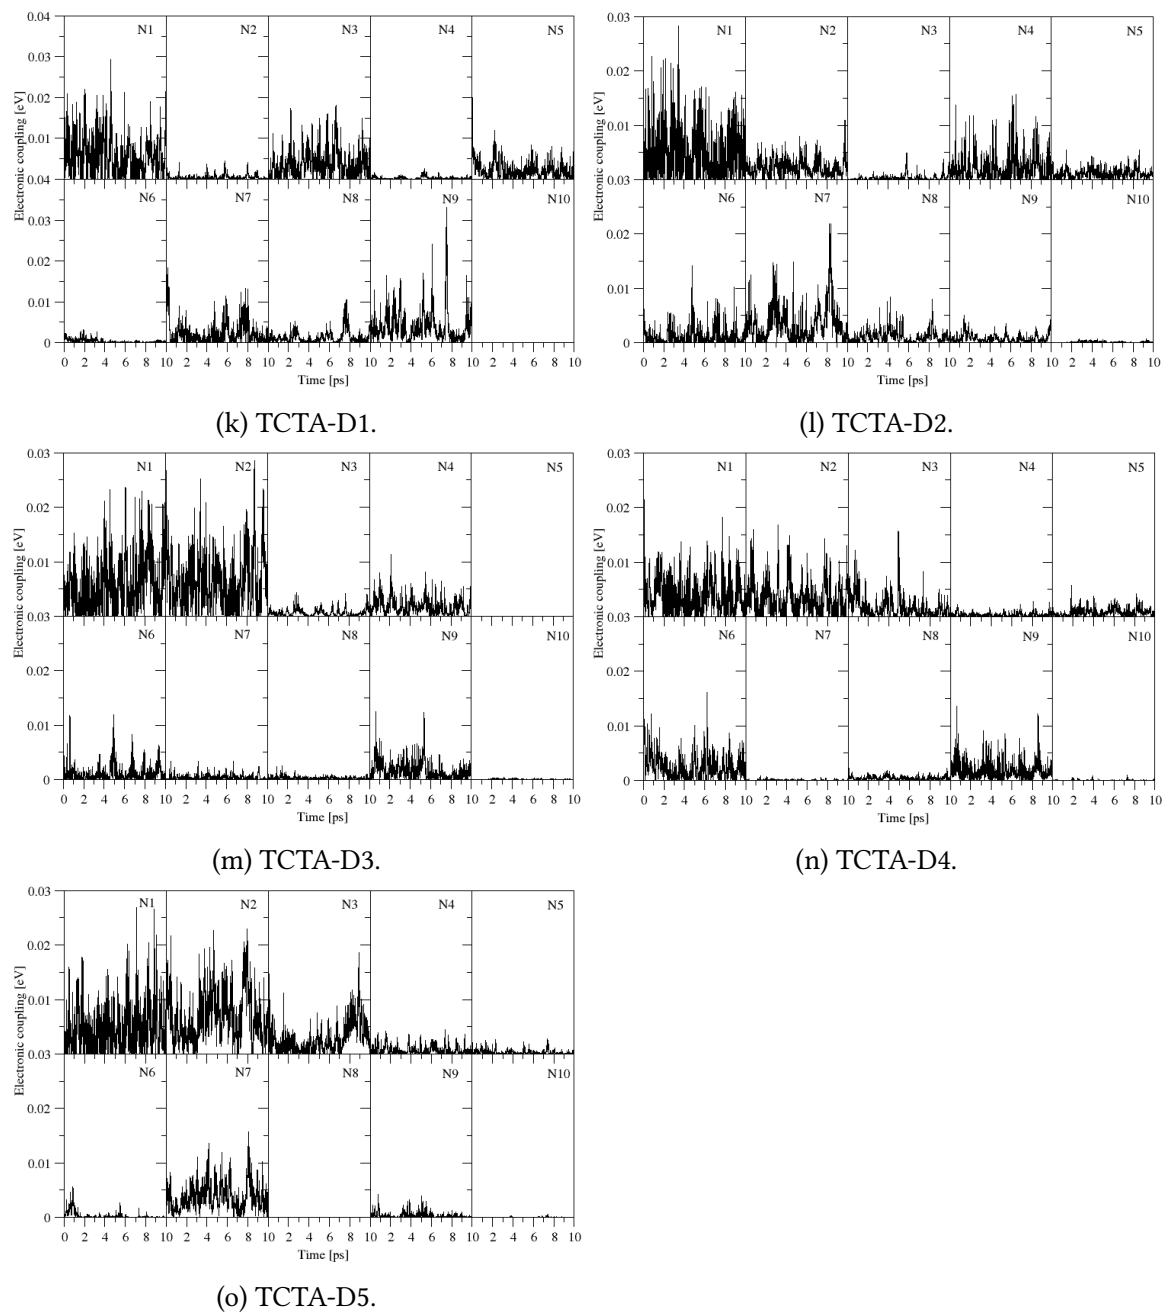 0.04
N1 N2 N3 N4 N5
0.03
0.02
0.01
0.04
N6 N7 N8 N9 N10
0.03
0.02
0.01
0
0 2 4 6 8 10 2 4 6 8 10 2 4 6 8 10 2 4 6 8 10 2 4 6 8 10
Time [ps]
Electronic coupling [eV]
(k) TCTA-D1.
0.03
N1 N2 N3 N4 N5
0.02
0.01
0.03
N6 N7 N8 N9 N10
0.02
0.01
0
0 2 4 6 8 10 2 4 6 8 10 2 4 6 8 10 2 4 6 8 10 2 4 6 8 10
Time [ps]
Electronic coupling [eV]
(l) TCTA-D2.
0.03
N1 N2 N3 N4 N5
0.02
0.01
0.03
N6 N7 N8 N9 N10
0.02
0.01
0
0 2 4 6 8 10 2 4 6 8 10 2 4 6 8 10 2 4 6 8 10 2 4 6 8 10
Time [ps]
Electronic coupling [eV]
(m) TCTA-D3.
0.03
N1 N2 N3 N4 N5
0.02
0.01
0.03
N6 N7 N8 N9 N10
0.02
0.01
0
0 2 4 6 8 10 2 4 6 8 10 2 4 6 8 10 2 4 6 8 10 2 4 6 8 10
Time [ps]
Electronic coupling [eV]
(n) TCTA-D4.
0.03
N1 N2 N3 N4 N5
0.02
0.01
0.03
N6 N7 N8 N9 N10
0.02
0.01
0
0 2 4 6 8 10 2 4 6 8 10 2 4 6 8 10 2 4 6 8 10 2 4 6 8 10
Time [ps]
Electronic coupling [eV]
(o) TCTA-D5.